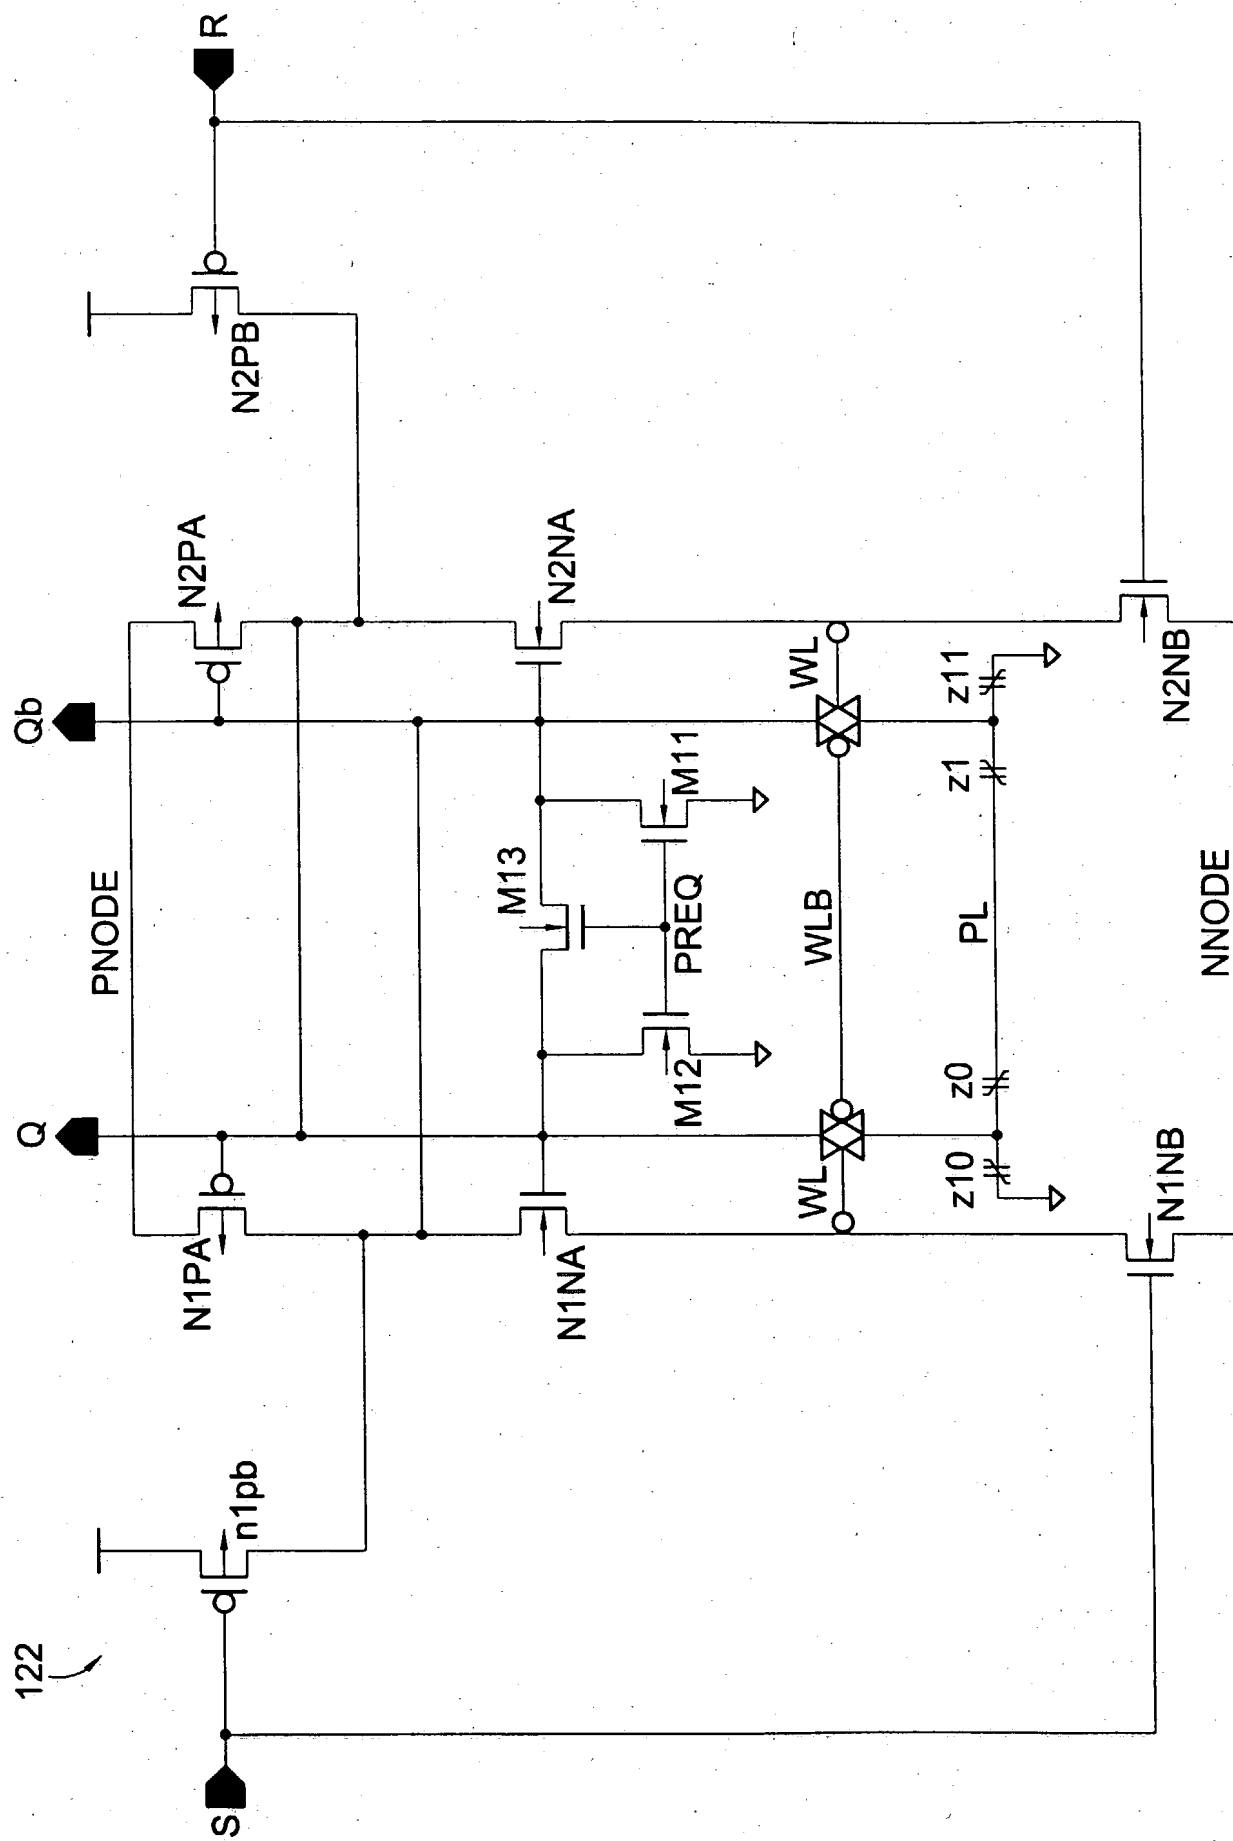 122
Q
Qb
R
S
PNODE
N2PA
N2PB
N1PA
n1pb
M13
N2NA
N1NA
M12
PREQ
M11
WL
WLB
WL
z10
z0
PL
z1
z11
N1NB
NNODE
N2NB